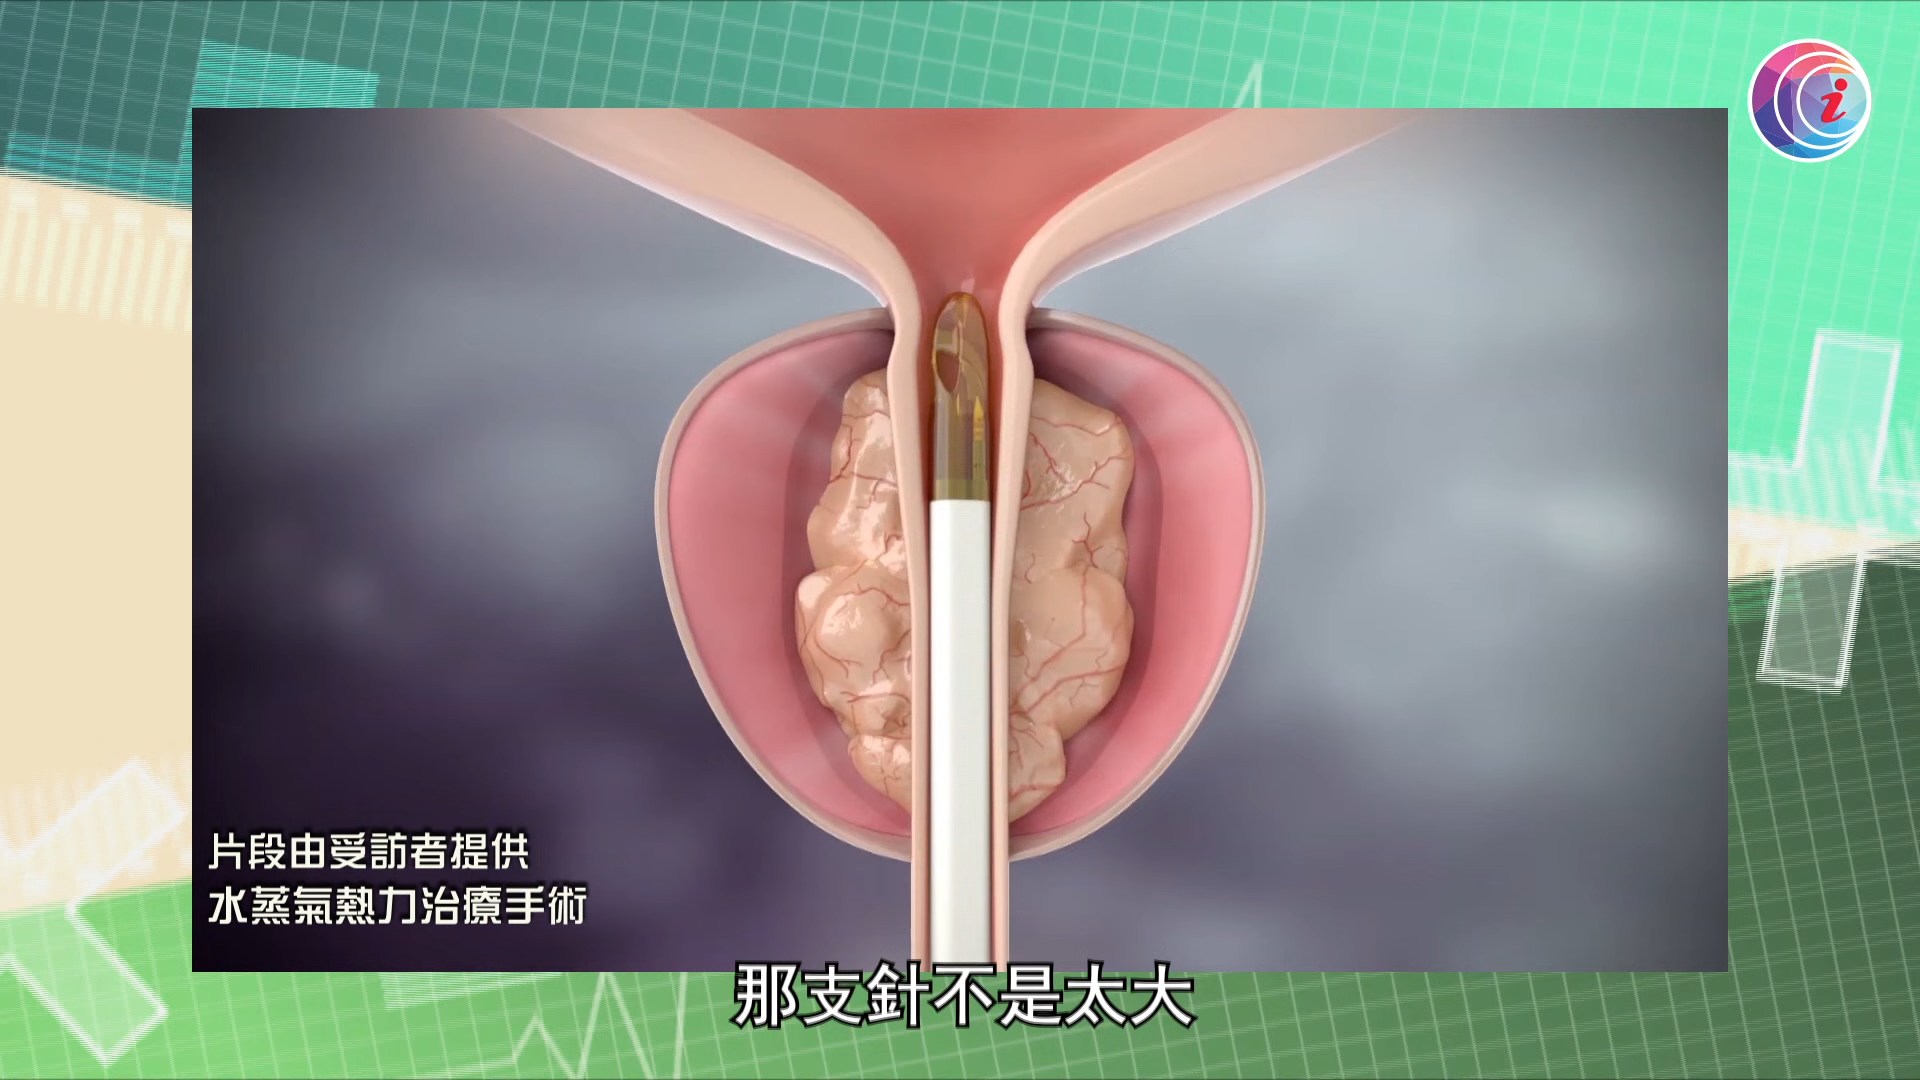 i
片段由受訪者提供
水蒸氣熱力治療手術
那支針不是太大